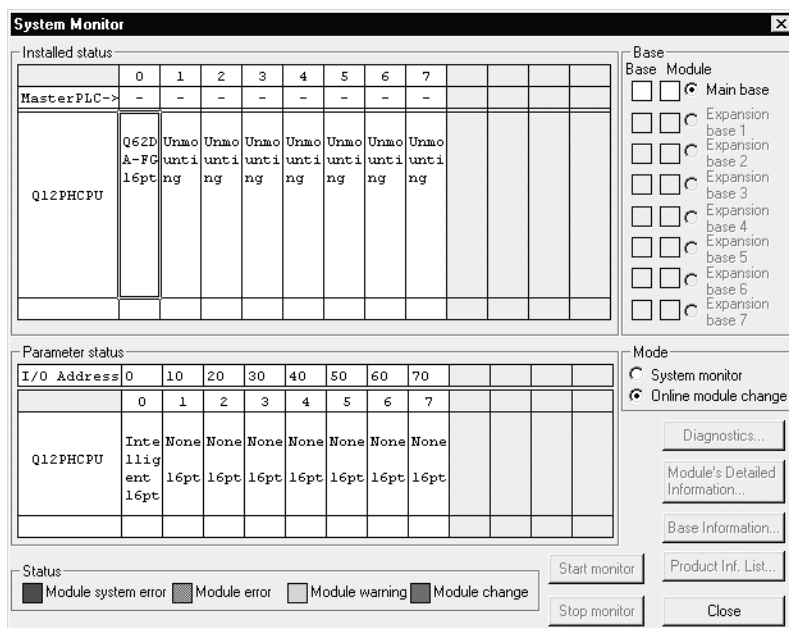 System Monitor
Installed status
0 1 2 3 4 5 6 7
MasterPLC-> - - - - - - - -
Q12PHCPU
Q62D Unmo Unmo Unmo Unmo Unmo Unmo Unmo
A-FG unti unti unti unti unti unti unti
16pt ng ng ng ng ng ng ng
Base
Base Module
Main base
Expansion
base 1
Expansion
base 2
Expansion
base 3
Expansion
base 4
Expansion
base 5
Expansion
base 6
Expansion
base 7
Parameter status
I/O Address 0 10 20 30 40 50 60 70
0 1 2 3 4 5 6 7
Q12PHCPU
Inte None None None None None None None
llig
ent 16pt 16pt 16pt 16pt 16pt 16pt 16pt
16pt
Mode
System monitor
Online module change
Diagnostics...
Module's Detailed
Information...
Base Information...
Product Inf. List...
Status
Module system error Module error Module warning Module change
Start monitor
Stop monitor
Close